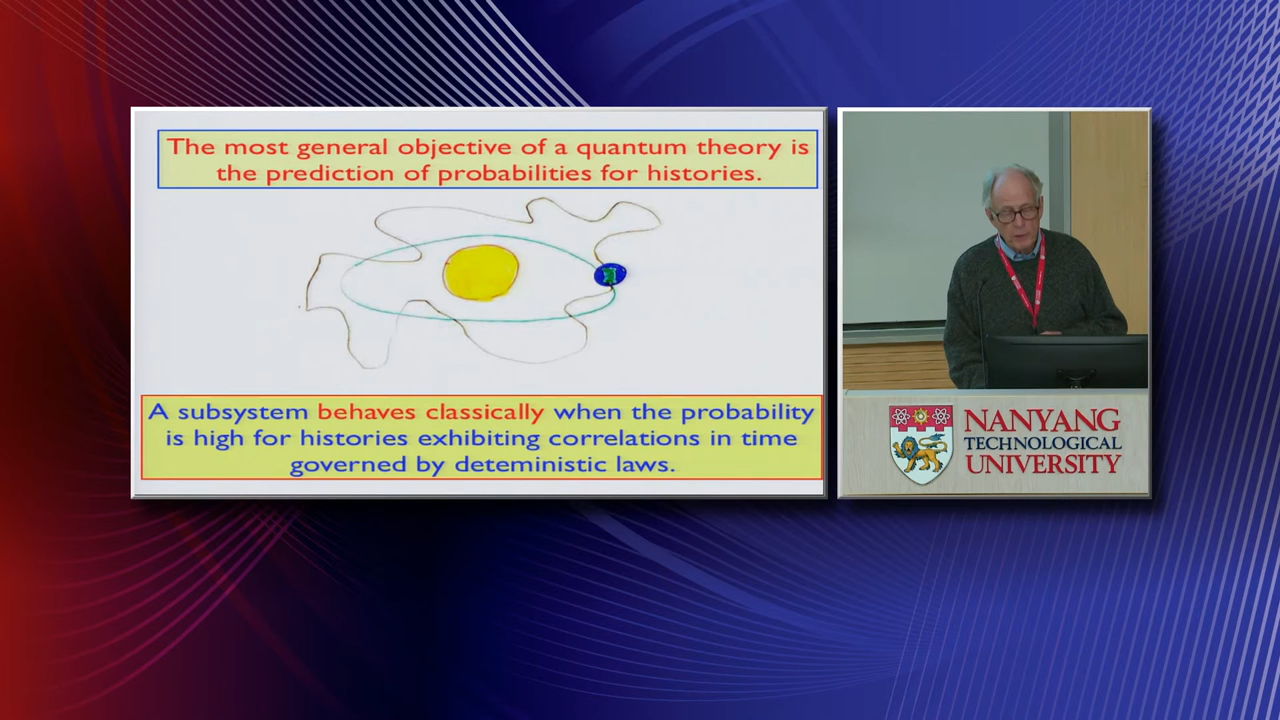 The most general objective of a quantum theory is
the prediction of probabilities for histories.
A subsystem behaves classically when the probability
is high for histories exhibiting correlations in time
governed by deteministic laws.
NANYANG
TECHNOLOGICAL
UNIVERSITY